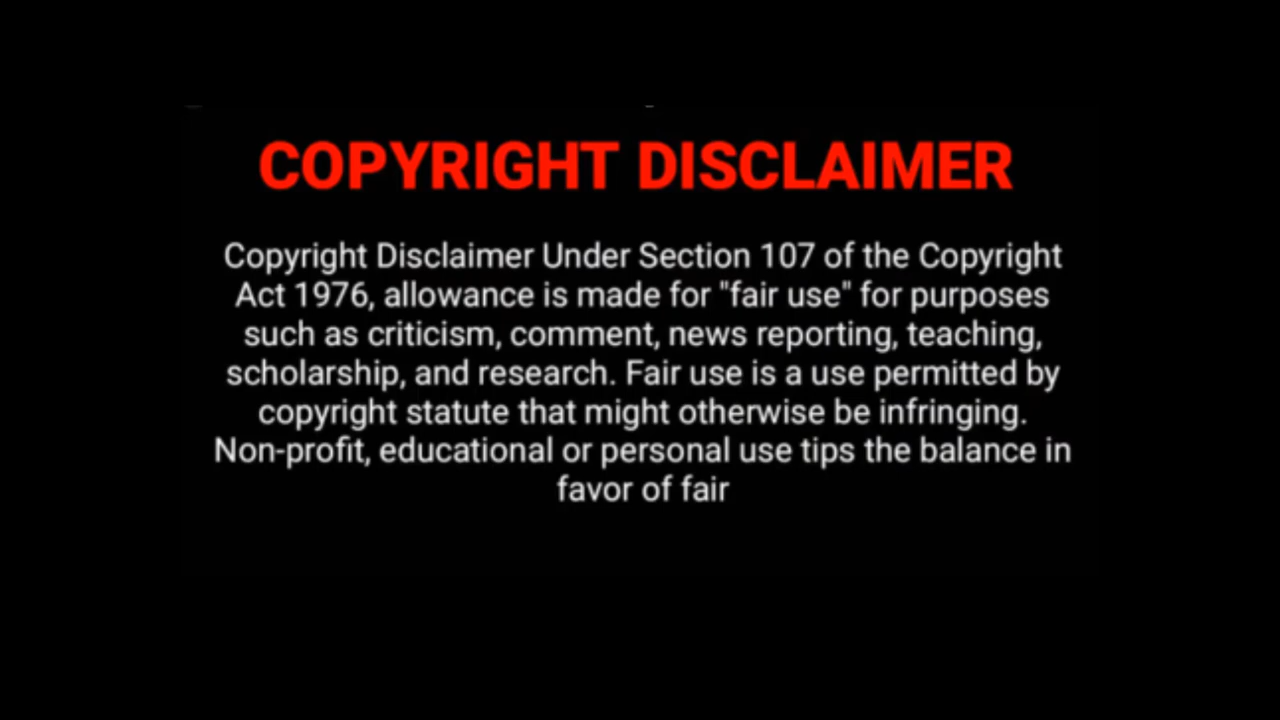 COPYRIGHT DISCLAIMER
Copyright Disclaimer Under Section 107 of the Copyright
Act 1976, allowance is made for "fair use" for purposes
such as criticism, comment, news reporting, teaching,
scholarship, and research. Fair use is a use permitted by
copyright statute that might otherwise be infringing.
Non-profit, educational or personal use tips the balance in
favor of fair